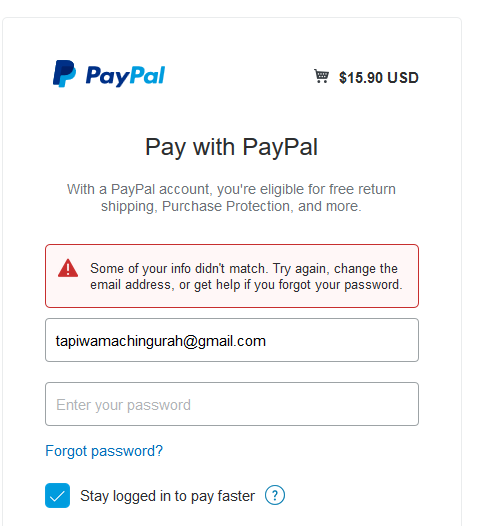 PayPal
$15.90 USD
Pay with PayPal
With a PayPal account, you're eligible for free return
shipping, Purchase Protection, and more.
Some of your info didn't match. Try again, change the
email address, or get help if you forgot your password.
tapiwamachingurah@gmail.com
Enter your password
Forgot password?
Stay logged in to pay faster ?